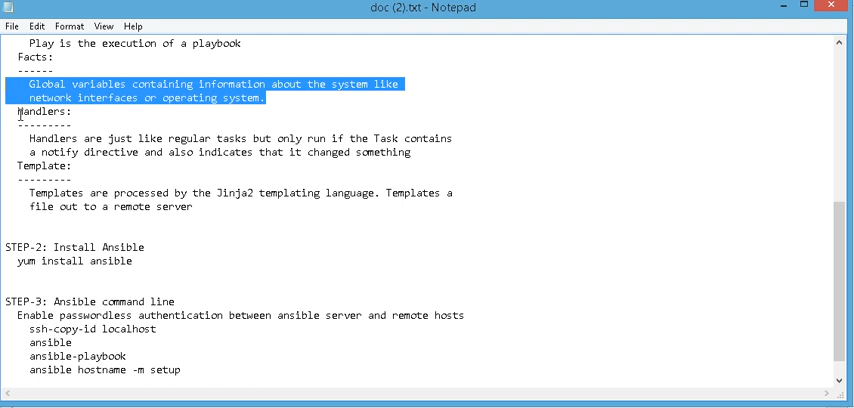 doc (2).txt - Notepad
File Edit Format View Help
Play is the execution of a playbook
Facts:
------
Global variables containing information about the system like
network interfaces or operating system.
Handlers:
---------
Handlers are just like regular tasks but only run if the Task contains
a notify directive and also indicates that it changed something
Template:
---------
Templates are processed by the Jinja2 templating language. Templates a
file out to a remote server
STEP-2: Install Ansible
yum install ansible
STEP-3: Ansible command line
Enable passwordless authentication between ansible server and remote hosts
ssh-copy-id localhost
ansible
ansible-playbook
ansible hostname -m setup